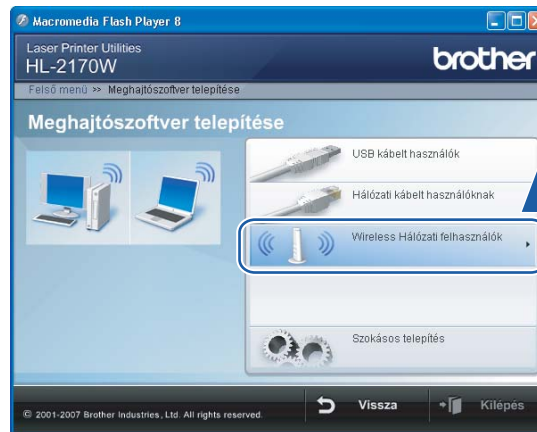 Macromedia Flash Player 8
Laser Printer Utilities
HL-2170W
brother
Felső menü >> Meghajtószoftver telepítése
Meghajtószoftver telepítése
USB kábelt használók
Hálózati kábelt használóknak
Wireless Hálózati felhasználók
Szokásos telepítés
© 2001-2007 Brother Industries, Ltd. All rights reserved.
Vissza
Kilépés